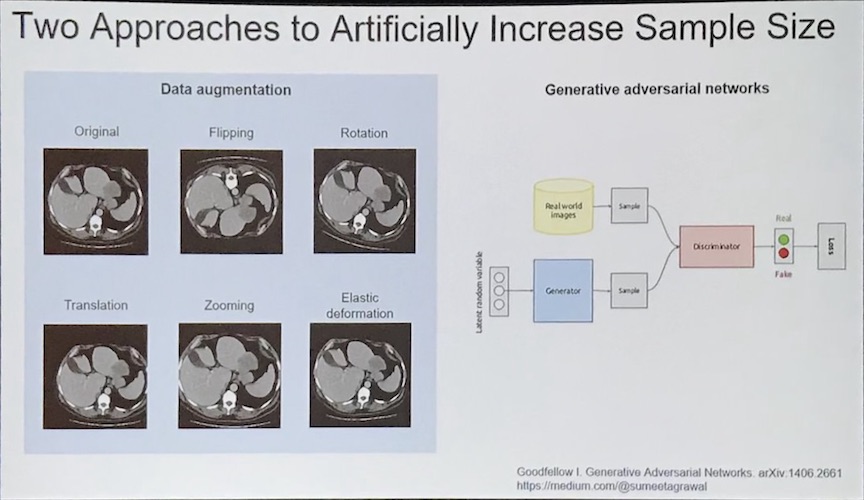 Two Approaches to Artificially Increase Sample Size
Data augmentation
Original
Flipping
Rotation
Translation
Zooming
Elastic
deformation
Generative adversarial networks
Real world
images
Sample
Latent random variable
Generator
Sample
Discriminator
Real
Fake
Loss
Goodfellow I. Generative Adversarial Networks. arXiv:1406.2661
https://medium.com/@sumeetagrawal